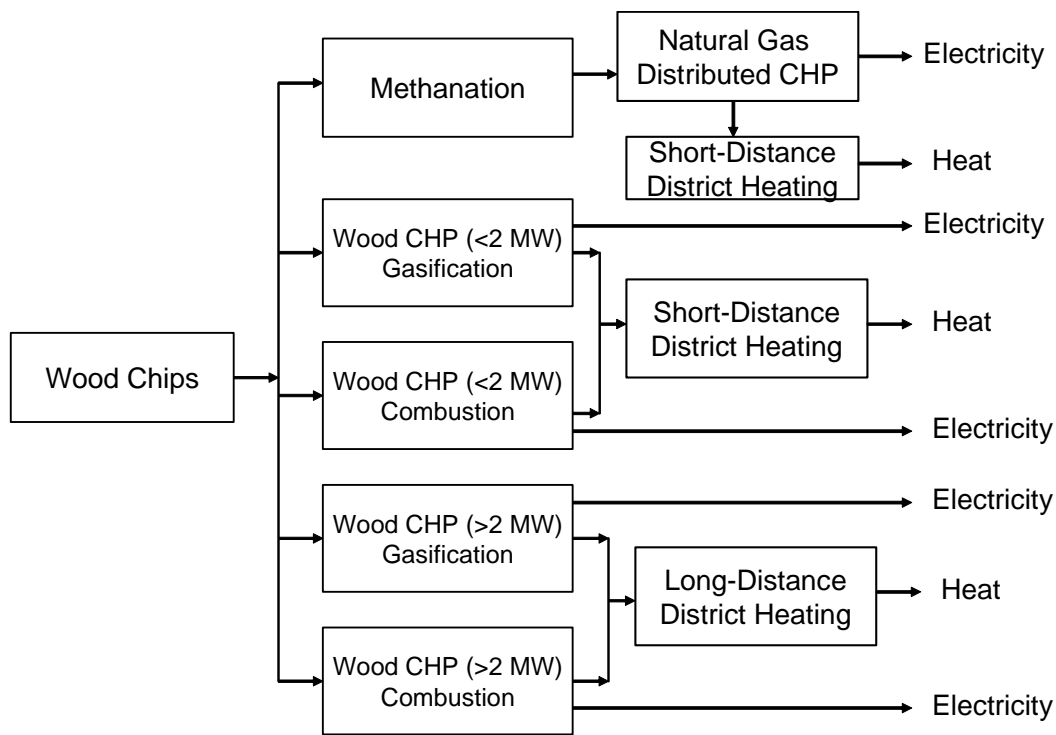 Natural Gas
Distributed CHP
Electricity
Methanation
Short-Distance
District Heating
Heat
Wood CHP (<2 MW)
Gasification
Electricity
Short-Distance
District Heating
Heat
Wood Chips
Wood CHP (<2 MW)
Combustion
Electricity
Wood CHP (>2 MW)
Gasification
Electricity
Long-Distance
District Heating
Heat
Wood CHP (>2 MW)
Combustion
Electricity